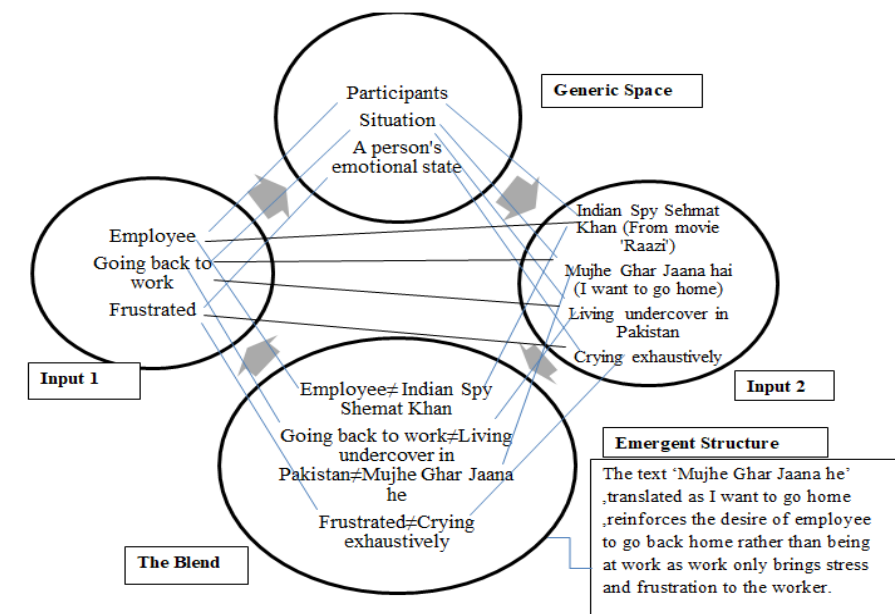 Participants
Situation
A person's
emotional state
Generic Space
Employee
Going back to
work
Frustrated
Input 1
Indian Spy Sehmat
Khan (From movie
'Raazi')
Mujhe Ghar Jaana hai
(I want to go home)
Living undercover in
Pakistan
Crying exhaustively
Input 2
Employee≠ Indian Spy
Shemat Khan
Going back to work≠Living
undercover in
Pakistan≠Mujhe Ghar Jaana
he
Frustrated≠Crying
exhaustively
The Blend
Emergent Structure
The text ‘Mujhe Ghar Jaana he’
,translated as I want to go home
,reinforces the desire of employee
to go back home rather than being
at work as work only brings stress
and frustration to the worker.